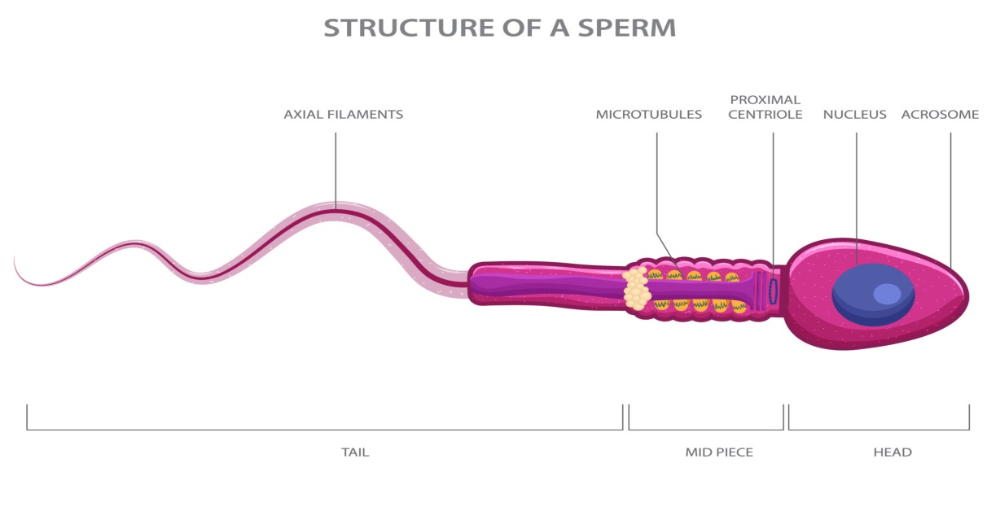 STRUCTURE OF A SPERM
AXIAL FILAMENTS
MICROTUBULES
PROXIMAL
CENTRIOLE
NUCLEUS
ACROSOME
TAIL
MID PIECE
HEAD